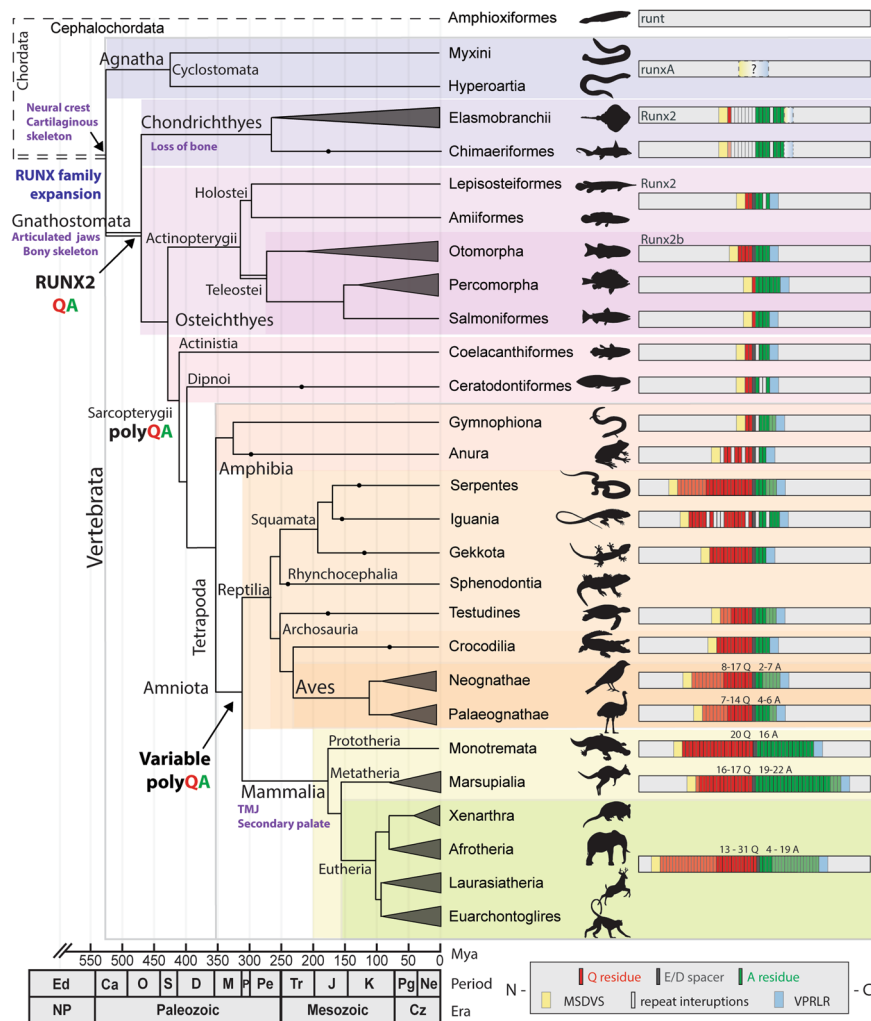 Amphioxiformes
runt
Cephalochordata
Chordata
Agnatha
Myxini
Cyclostomata
runxA
?
Hyperoartia
Neural crest
Cartilaginous
skeleton
Chondrichthyes
Elasmobranchii
Runx2
Loss of bone
Chimaeriformes
RUNX family
expansion
Holostei
Lepisosteiformes
Runx2
Gnathostomata
Amiiformes
Articulated jaws
Bony skeleton
Actinopterygii
Otomorpha
Runx2b
RUNX2
QA
Teleostei
Percomorpha
Osteichthyes
Salmoniformes
Actinistia
Coelacanthiformes
Dipnoi
Ceratodontiformes
Sarcopterygii
polyQA
Gymnophiona
Amphibia
Anura
Vertebrata
Serpentes
Squamata
Iguania
Tetrapoda
Gekkota
Reptilia
Rhynchocephalia
Sphenodontia
Testudines
Archosauria
Crocodilia
Amniota
Aves
8-17 Q 2-7 A
Neognathae
7-14 Q 4-6 A
Palaeognathae
Variable
polyQA
Prototheria
20 Q 16 A
Monotremata
Metatheria
16-17 Q 19-22 A
Mammalia
Marsupialia
TMJ
Secondary palate
Xenarthra
Eutheria
Afrotheria
13 - 31 Q 4 - 19 A
Laurasiatheria
Euarchontoglires
550 500 450 400 350 300 250 200 150 100 50 0 Mya
Ed Ca O S D M P Pe Tr J K Pg Ne Period
NP Paleozoic Mesozoic Cz Era
N - Q residue E/D spacer A residue - C
MSDVS repeat interuptions VPRLR